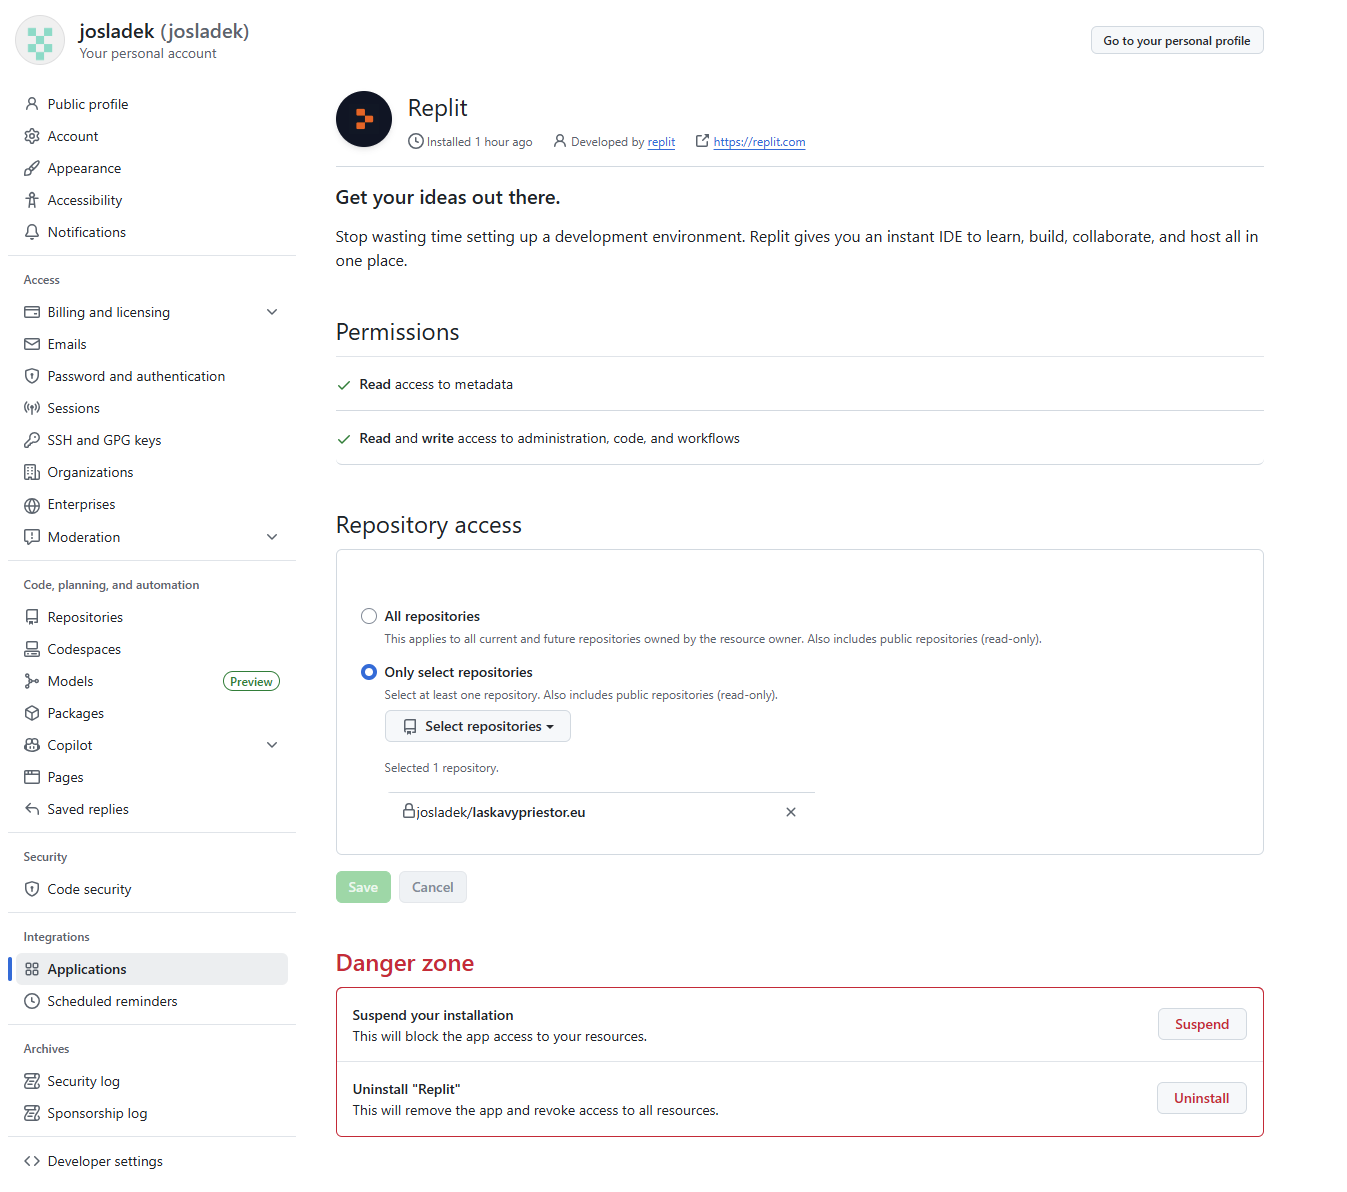 josladek (josladek)
Your personal account
Go to your personal profile
Public profile
Account
Appearance
Accessibility
Notifications
Access
Billing and licensing
Emails
Password and authentication
Sessions
SSH and GPG keys
Organizations
Enterprises
Moderation
Code, planning, and automation
Repositories
Codespaces
Models Preview
Packages
Copilot
Pages
Saved replies
Security
Code security
Integrations
Applications
Scheduled reminders
Archives
Security log
Sponsorship log
Developer settings
Replit
Installed 1 hour ago Developed by replit https://replit.com
Get your ideas out there.
Stop wasting time setting up a development environment. Replit gives you an instant IDE to learn, build, collaborate, and host all in
one place.
Permissions
Read access to metadata
Read and write access to administration, code, and workflows
Repository access
All repositories
This applies to all current and future repositories owned by the resource owner. Also includes public repositories (read-only).
Only select repositories
Select at least one repository. Also includes public repositories (read-only).
Select repositories
Selected 1 repository.
josladek/laskavypriestor.eu
Save Cancel
Danger zone
Suspend your installation
This will block the app access to your resources.
Suspend
Uninstall "Replit"
This will remove the app and revoke access to all resources.
Uninstall